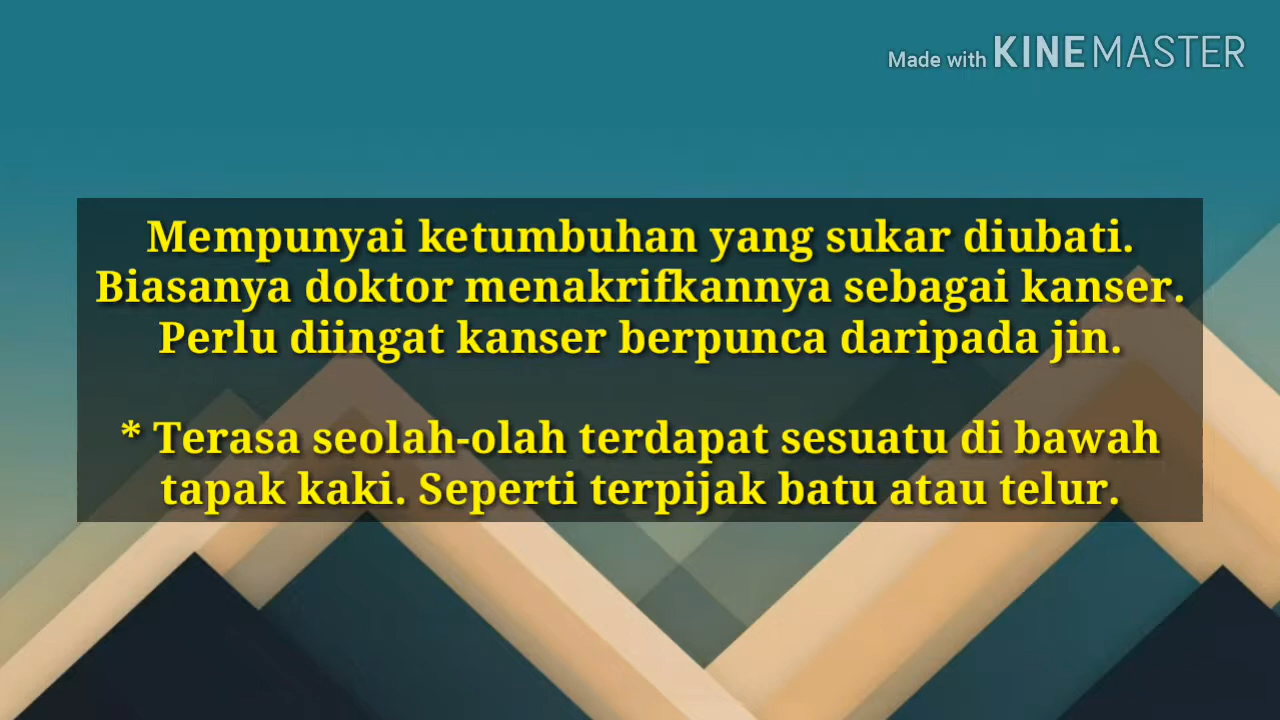 Made with KINEMASTER
Mempunyai ketumbuhan yang sukar diubati.
Biasanya doktor menakrifkannya sebagai kanser.
Perlu diingat kanser berpunca daripada jin.
* Terasa seolah-olah terdapat sesuatu di bawah
tapak kaki. Seperti terpijak batu atau telur.